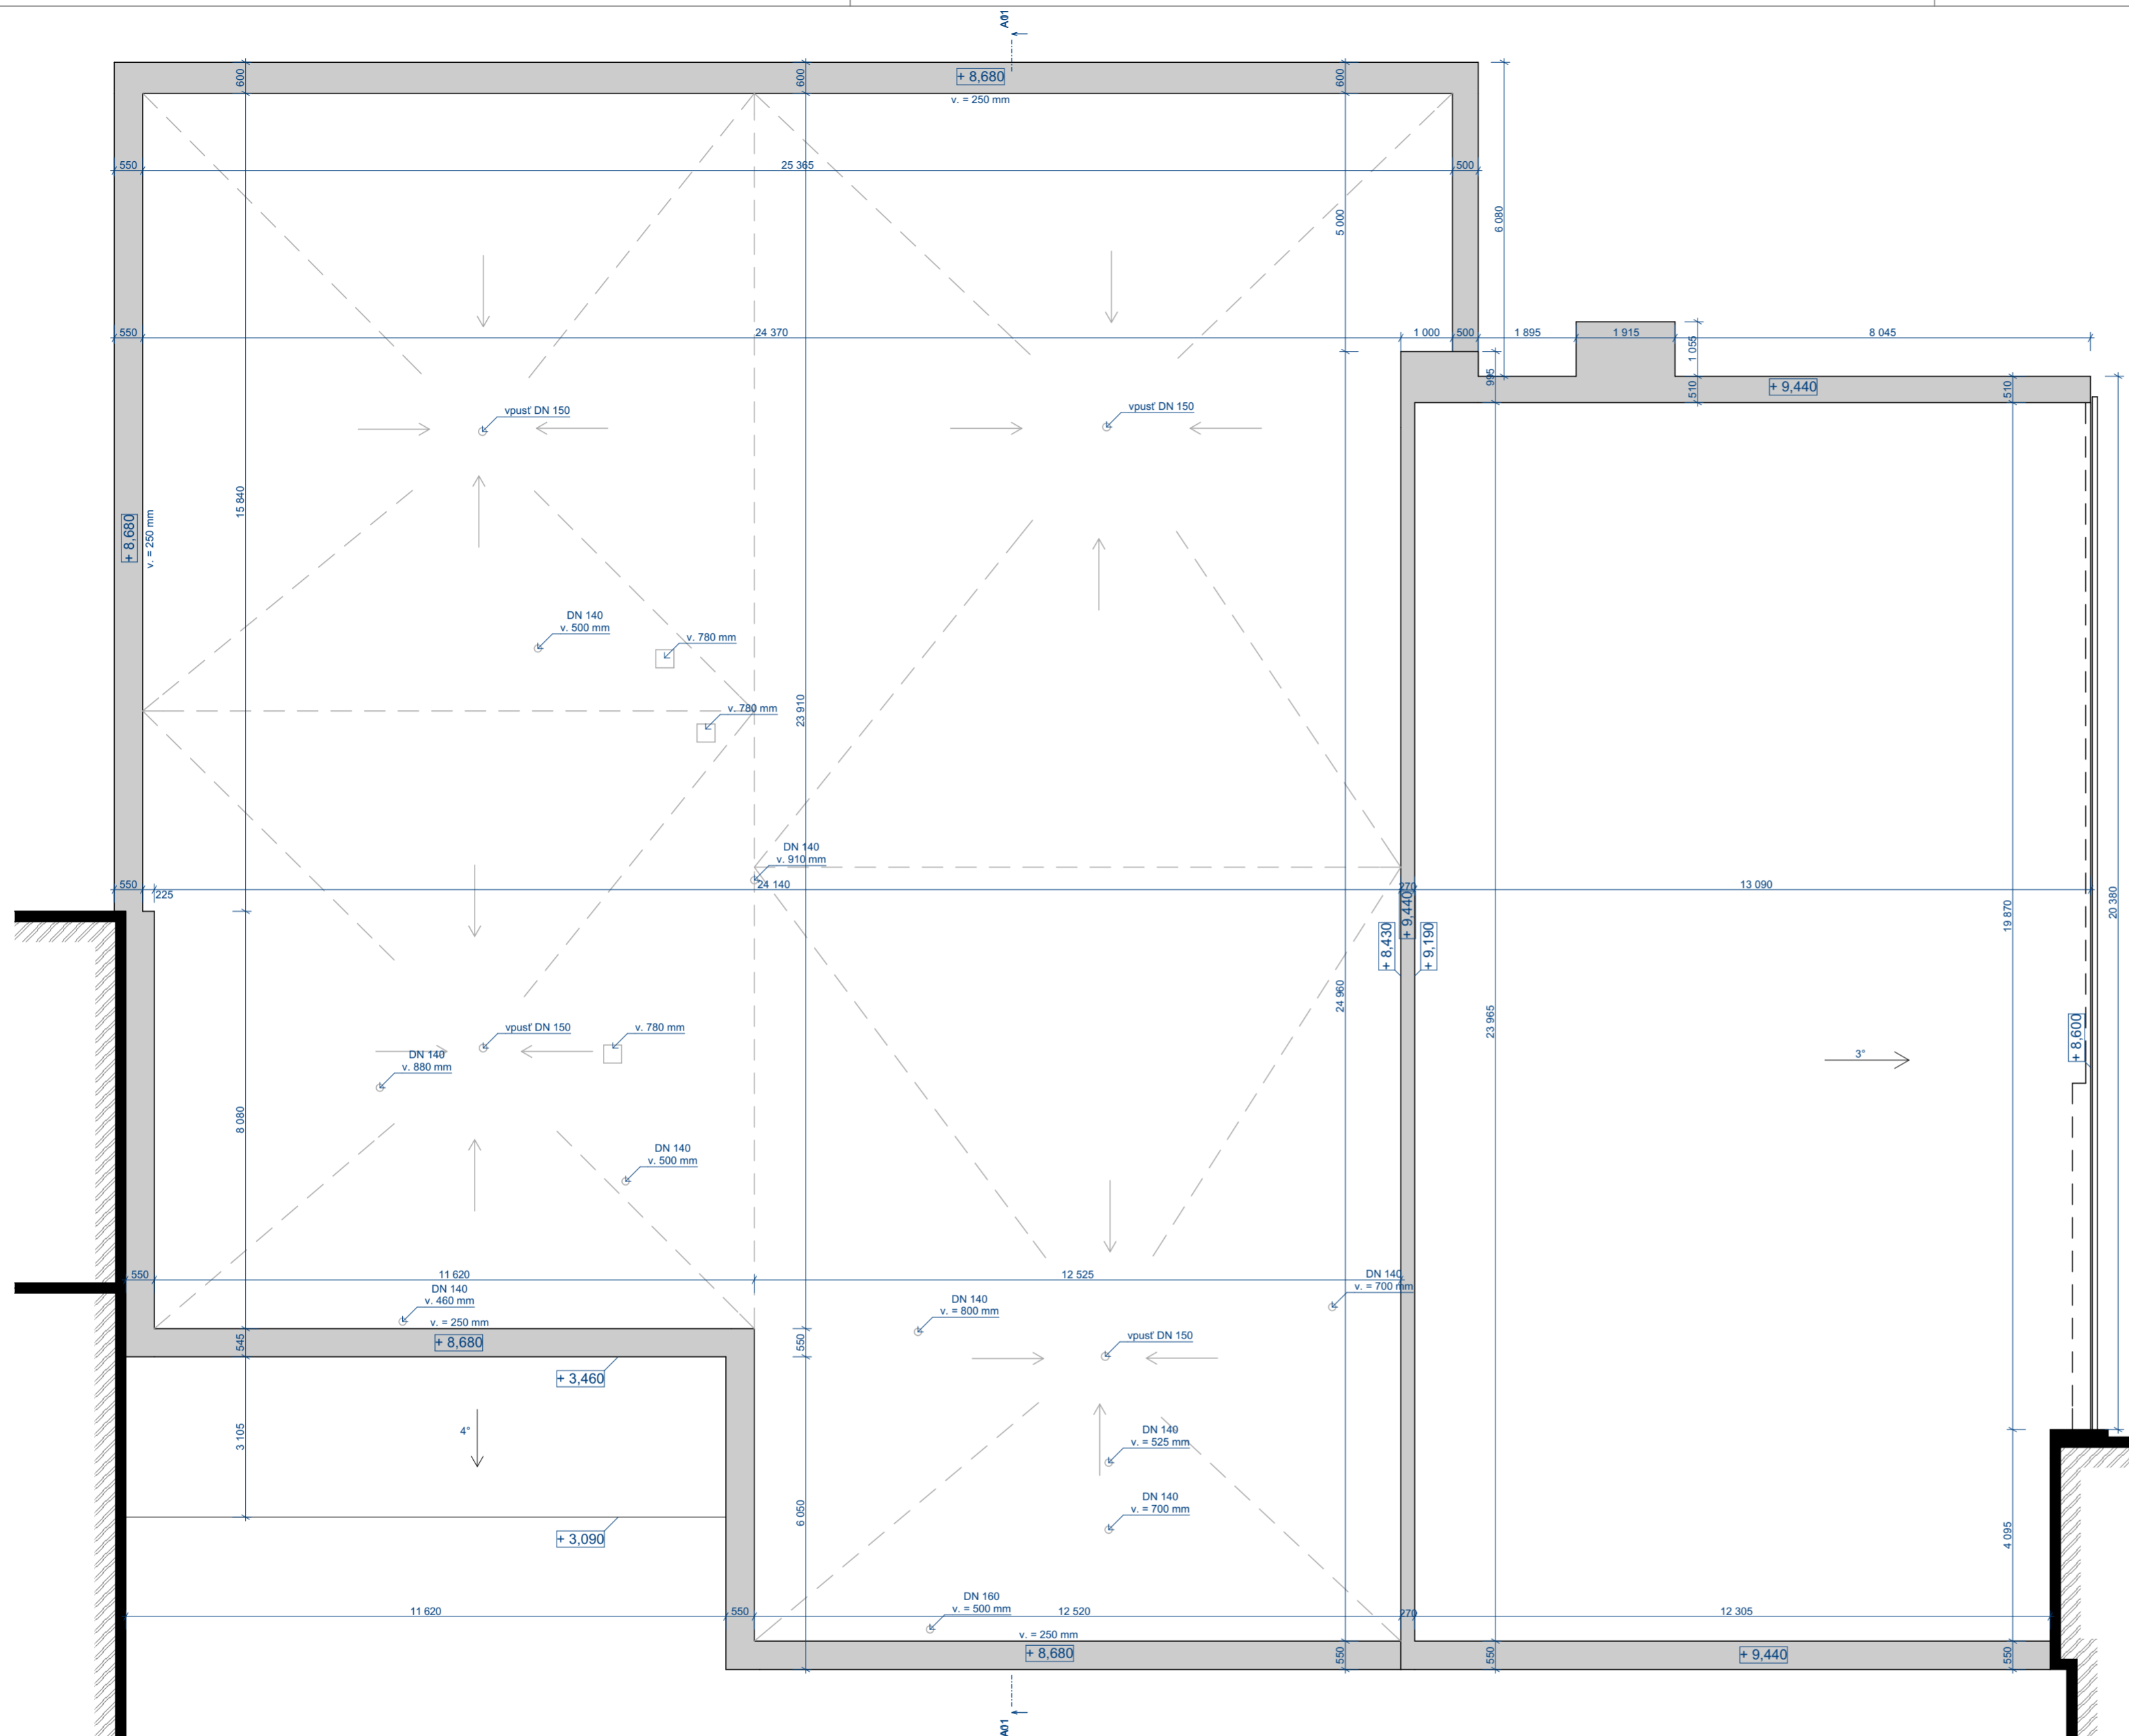 A01
600
600
+ 8,680
600
v. = 250 mm
550
25 365
500
5 000
6 080
550
24 370
1 000
500
1 895
1 915
8 045
1 055
995
510
+ 9,440
510
vpusť DN 150
vpusť DN 150
15 840
+ 8,680
v. = 250 mm
DN 140
v. 500 mm
v. 780 mm
v. 780 mm
23 910
DN 140
v. 910 mm
550
225
24 140
270
13 090
+ 8,430
+ 9,440
+ 9,190
19 870
20 380
24 960
23 965
+ 8,600
vpusť DN 150
v. 780 mm
DN 140
v. 880 mm
3°
8 080
DN 140
v. 500 mm
550
11 620
12 525
DN 140
v. = 700 mm
DN 140
v. 460 mm
v. = 250 mm
DN 140
v. = 800 mm
545
+ 8,680
550
vpusť DN 150
+ 3,460
4°
3 105
DN 140
v. = 525 mm
DN 140
v. = 700 mm
6 050
+ 3,090
4 095
DN 160
v. = 500 mm
11 620
550
12 520
270
12 305
v. = 250 mm
+ 8,680
550
550
+ 9,440
550
A01